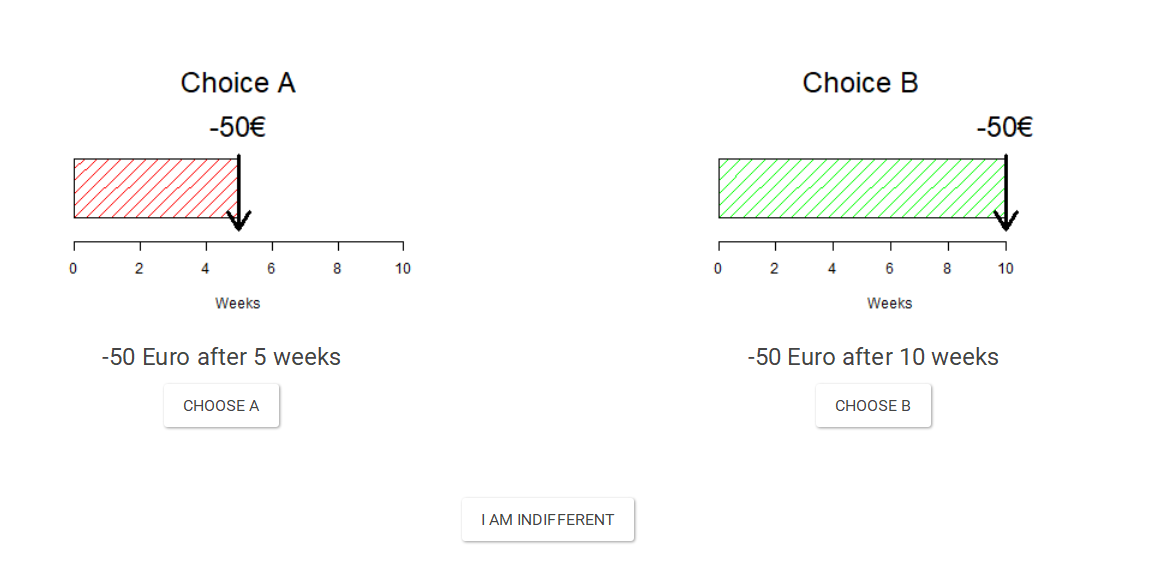 Choice A
-50€
0 2 4 6 8 10
Weeks
-50 Euro after 5 weeks
CHOOSE A
Choice B
-50€
0 2 4 6 8 10
Weeks
-50 Euro after 10 weeks
CHOOSE B
I AM INDIFFERENT